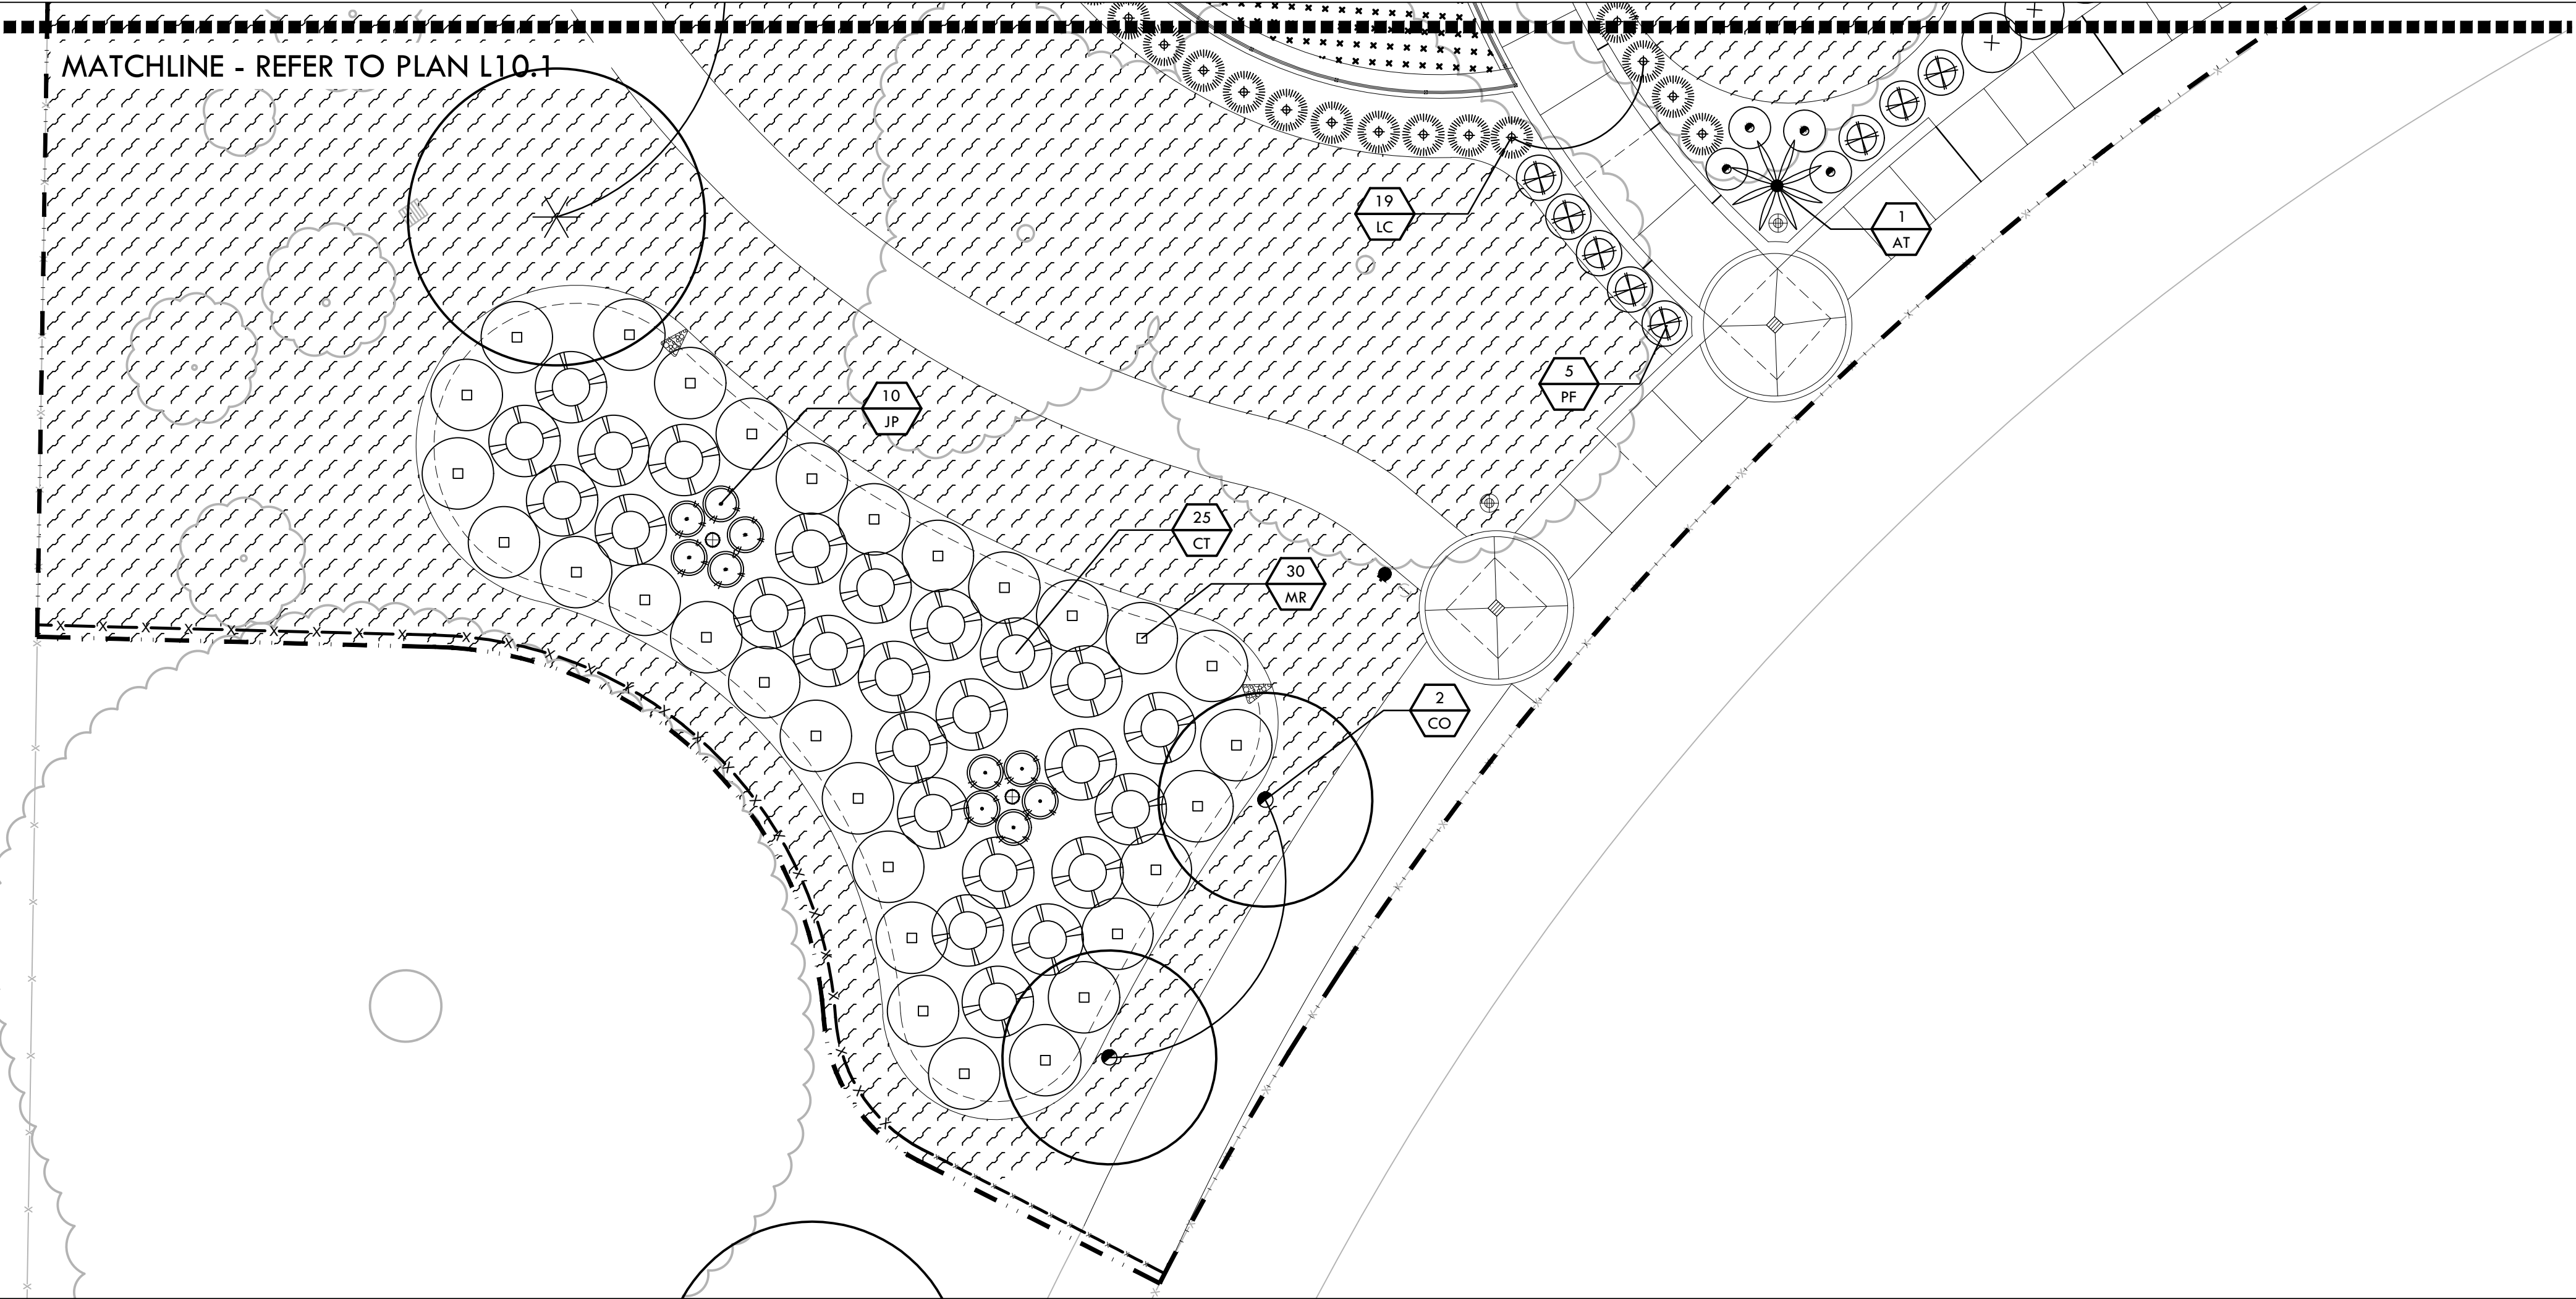 MATCHLINE - REFER TO PLAN L10.1
19
LC
1
AT
5
PF
10
JP
25
CT
30
MR
2
CO